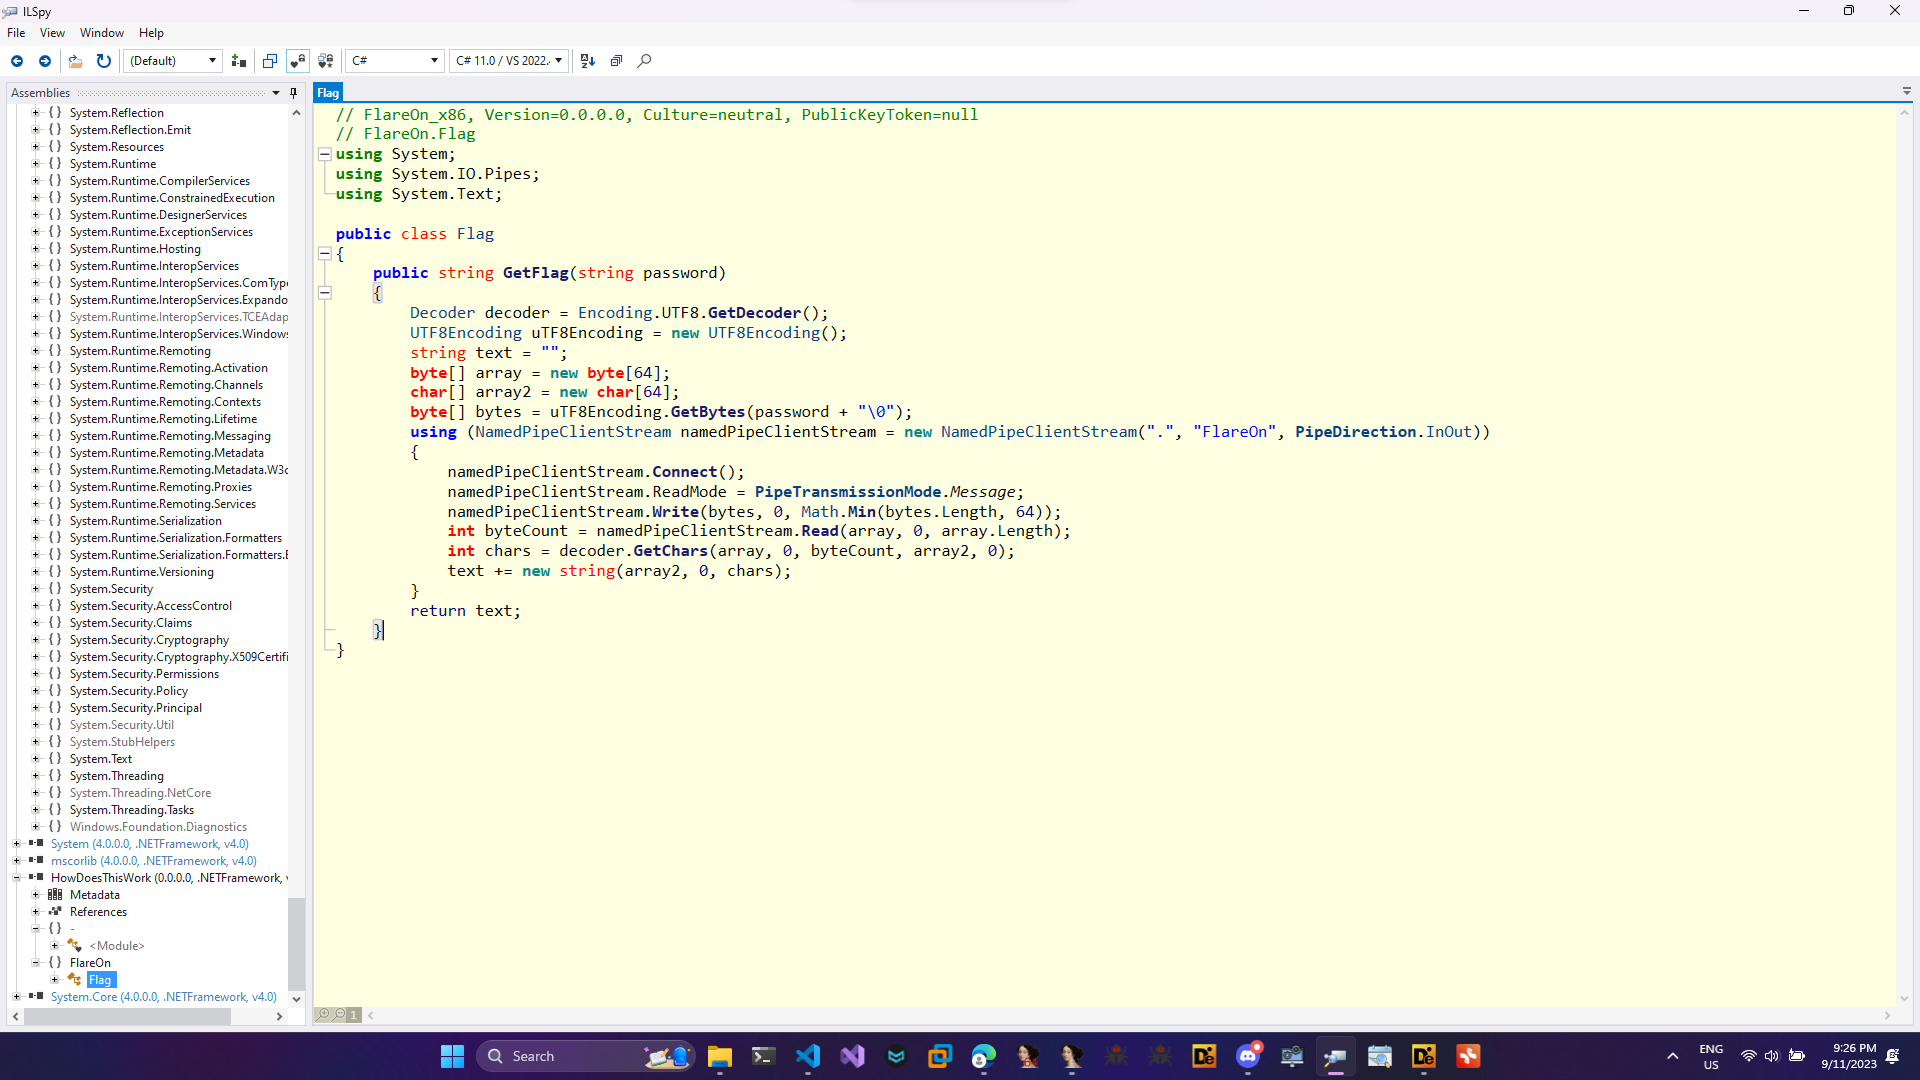 ILSpy
File View Window Help
(Default) C# C# 11.0 / VS 2022.
Assemblies
Flag
System.Reflection
System.Reflection.Emit
System.Resources
System.Runtime
System.Runtime.CompilerServices
System.Runtime.ConstrainedExecution
System.Runtime.DesignerServices
System.Runtime.ExceptionServices
System.Runtime.Hosting
System.Runtime.InteropServices
System.Runtime.InteropServices.ComType
System.Runtime.InteropServices.Expando
System.Runtime.InteropServices.TCEAdap
System.Runtime.InteropServices.Windows
System.Runtime.Remoting
System.Runtime.Remoting.Activation
System.Runtime.Remoting.Channels
System.Runtime.Remoting.Contexts
System.Runtime.Remoting.Lifetime
System.Runtime.Remoting.Messaging
System.Runtime.Remoting.Metadata
System.Runtime.Remoting.Metadata.W3c
System.Runtime.Remoting.Proxies
System.Runtime.Remoting.Services
System.Runtime.Serialization
System.Runtime.Serialization.Formatters
System.Runtime.Serialization.Formatters.E
System.Runtime.Versioning
System.Security
System.Security.AccessControl
System.Security.Claims
System.Security.Cryptography
System.Security.Cryptography.X509Certifi
System.Security.Permissions
System.Security.Policy
System.Security.Principal
System.Security.Util
System.StubHelpers
System.Text
System.Threading
System.Threading.NetCore
System.Threading.Tasks
Windows.Foundation.Diagnostics
System (4.0.0.0, .NETFramework, v4.0)
mscorlib (4.0.0.0, .NETFramework, v4.0)
HowDoesThisWork (0.0.0.0, .NETFramework, v
Metadata
References
{ } -
<Module>
{ } FlareOn
Flag
System.Core (4.0.0.0, .NETFramework, v4.0)
// FlareOn_x86, Version=0.0.0.0, Culture=neutral, PublicKeyToken=null
// FlareOn.Flag
using System;
using System.IO.Pipes;
using System.Text;
public class Flag
{
public string GetFlag(string password)
{
Decoder decoder = Encoding.UTF8.GetDecoder();
UTF8Encoding uTF8Encoding = new UTF8Encoding();
string text = "";
byte[] array = new byte[64];
char[] array2 = new char[64];
byte[] bytes = uTF8Encoding.GetBytes(password + "\0");
using (NamedPipeClientStream namedPipeClientStream = new NamedPipeClientStream(".", "FlareOn", PipeDirection.InOut))
{
namedPipeClientStream.Connect();
namedPipeClientStream.ReadMode = PipeTransmissionMode.Message;
namedPipeClientStream.Write(bytes, 0, Math.Min(bytes.Length, 64));
int byteCount = namedPipeClientStream.Read(array, 0, array.Length);
int chars = decoder.GetChars(array, 0, byteCount, array2, 0);
text += new string(array2, 0, chars);
}
return text;
}
}
1
Search
ENG
US
9:26 PM
9/11/2023